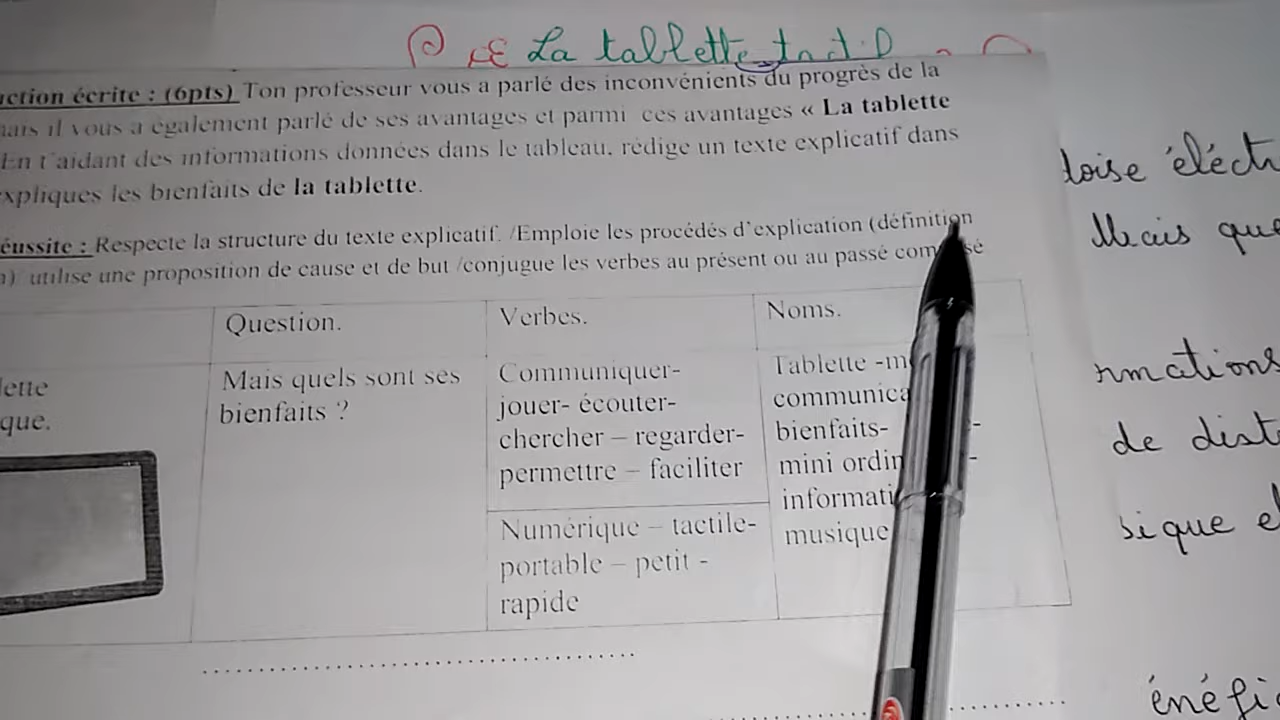 La tablette
ction écrite : (6pts) Ton professeur vous a parlé des inconvénients du progrès de la
mais il vous a également parlé de ses avantages et parmi ces avantages « La tablette
En t'aidant des informations données dans le tableau, rédige un texte explicatif dans
xpliques les bienfaits de la tablette.
éussite : Respecte la structure du texte explicatif. /Emploie les procédés d'explication (définition
n) utilise une proposition de cause et de but /conjugue les verbes au présent ou au passé composé
Question. Verbes. Noms.
lette
que.
Mais quels sont ses
bienfaits ?
Communiquer-
jouer- écouter-
chercher – regarder-
permettre – faciliter
Numérique – tactile-
portable – petit -
rapide
Tablette -m
communica
bienfaits-
mini ordin
informati
musique
toise électr
Mais que
rmations
de dist
sique e
énéfi